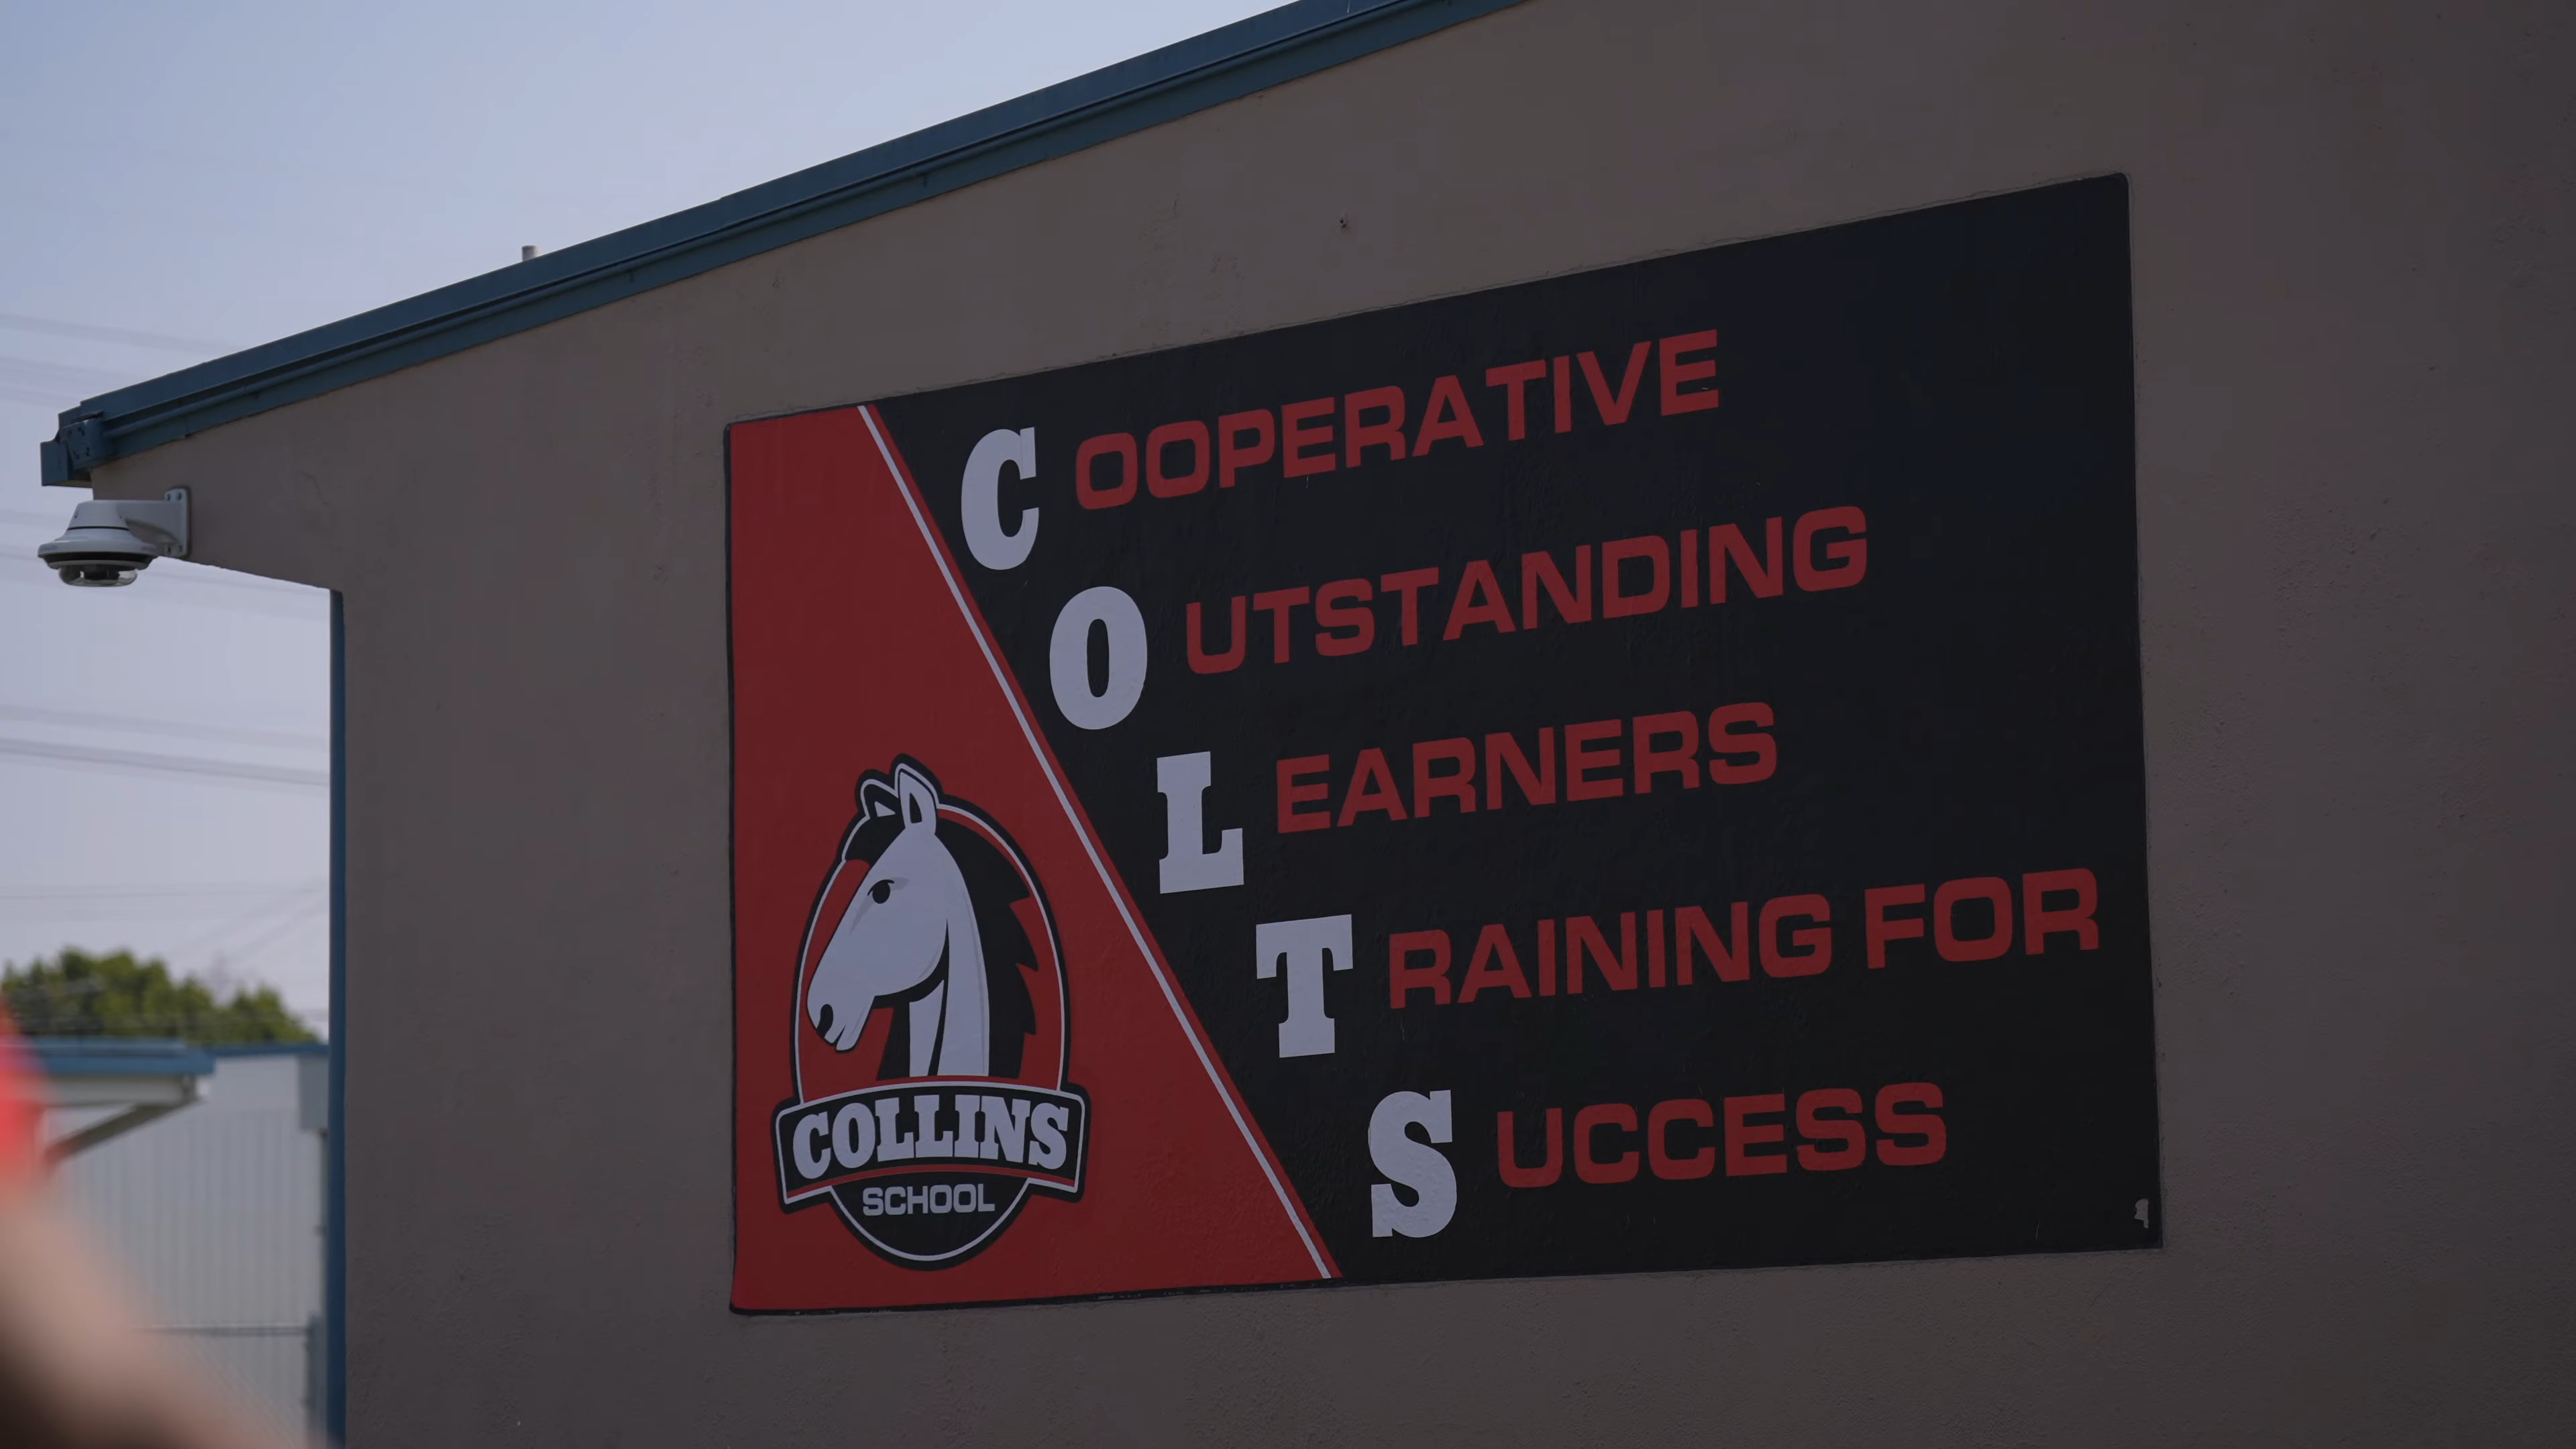 COOPERATIVE
OUTSTANDING
LEARNERS
TRAINING FOR
SUCCESS
COLLINS
SCHOOL